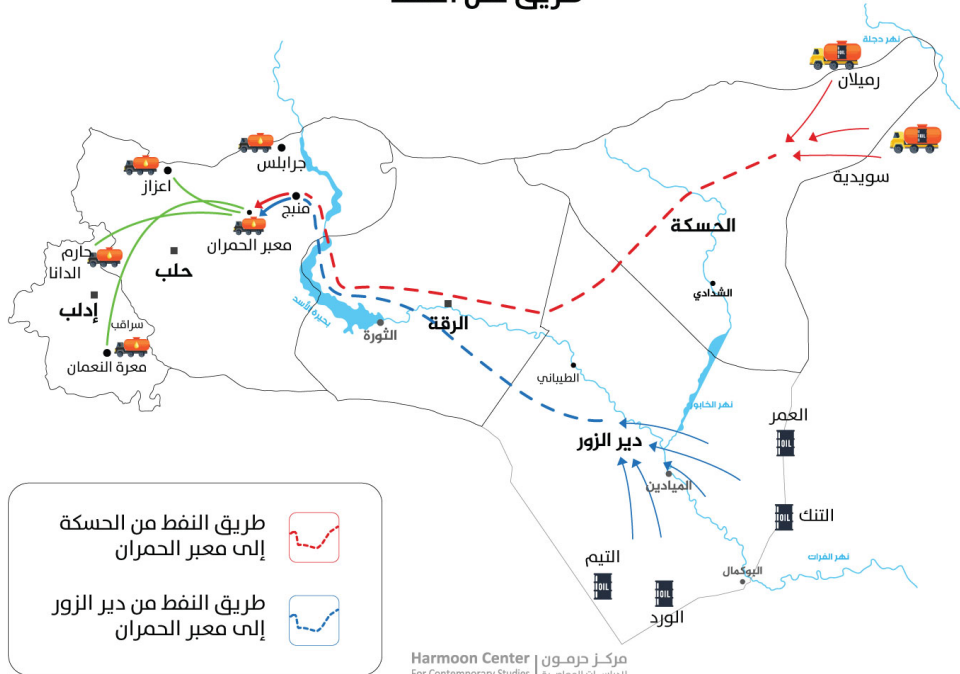 نهر دجلة
رميلان
سويدية
جرابلس
اعزاز
منبج
معبر الحمران
حارم
الدانا
حلب
إدلب
سراقب
معرة النعمان
بحيرة الأسد
الثورة
الرقة
الحسكة
الشدادي
الطيباني
نهر الخابور
دير الزور
الميادين
العمر
OIL
التنك
OIL
نهر الفرات
البوكمال
التيم
OIL
الورد
OIL
طريق النفط من الحسكة
إلى معبر الحمران
طريق النفط من دير الزور
إلى معبر الحمران
Harmoon Center | مركز حرمون